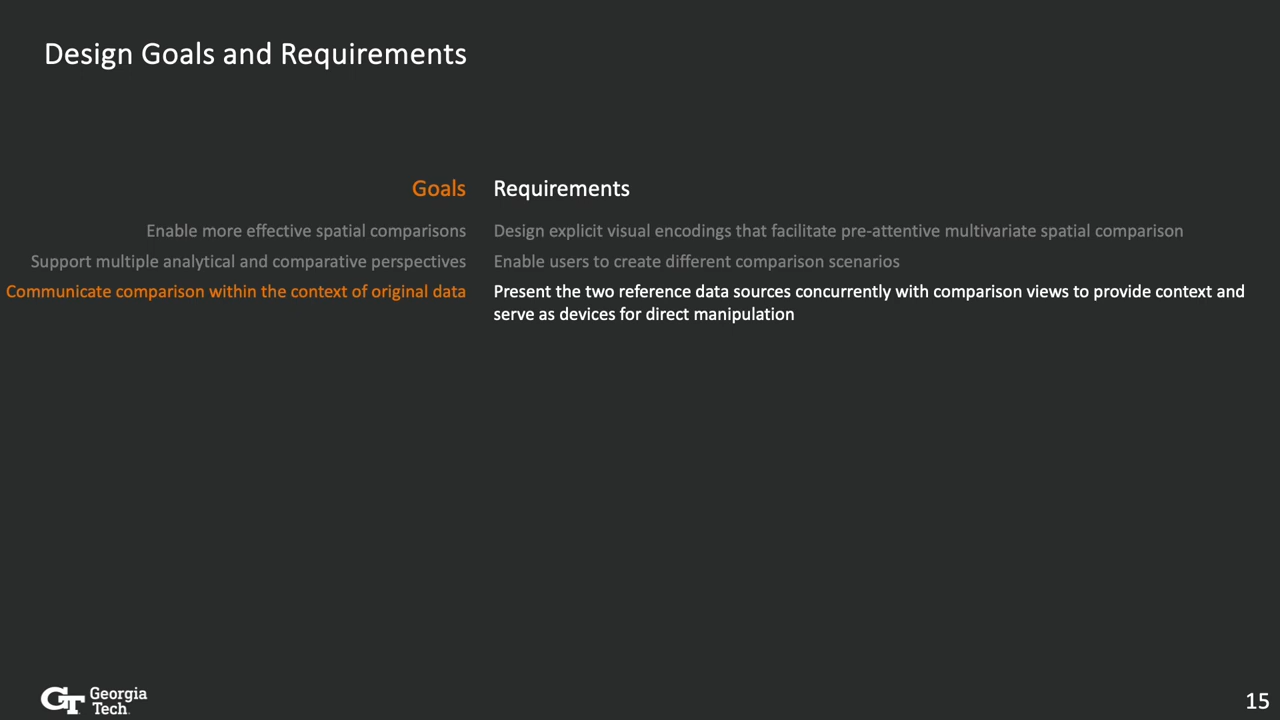 Design Goals and Requirements
Goals Requirements
Enable more effective spatial comparisons Design explicit visual encodings that facilitate pre-attentive multivariate spatial comparison
Support multiple analytical and comparative perspectives Enable users to create different comparison scenarios
Communicate comparison within the context of original data Present the two reference data sources concurrently with comparison views to provide context and
serve as devices for direct manipulation
GT Georgia
Tech
15